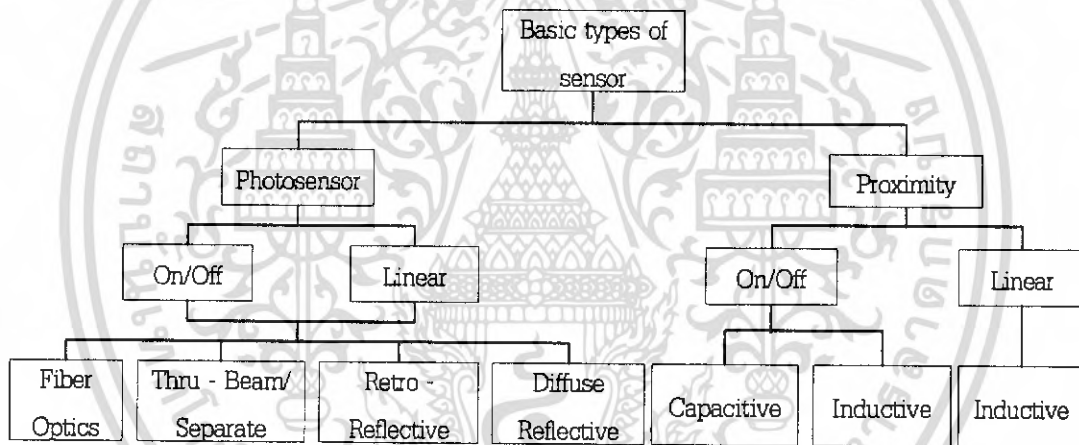 Basic types of
sensor
Photosensor
Proximity
On/Off
Linear
On/Off
Linear
Fiber
Optics
Thru - Beam/
Separate
Retro -
Reflective
Diffuse
Reflective
Capacitive
Inductive
Inductive